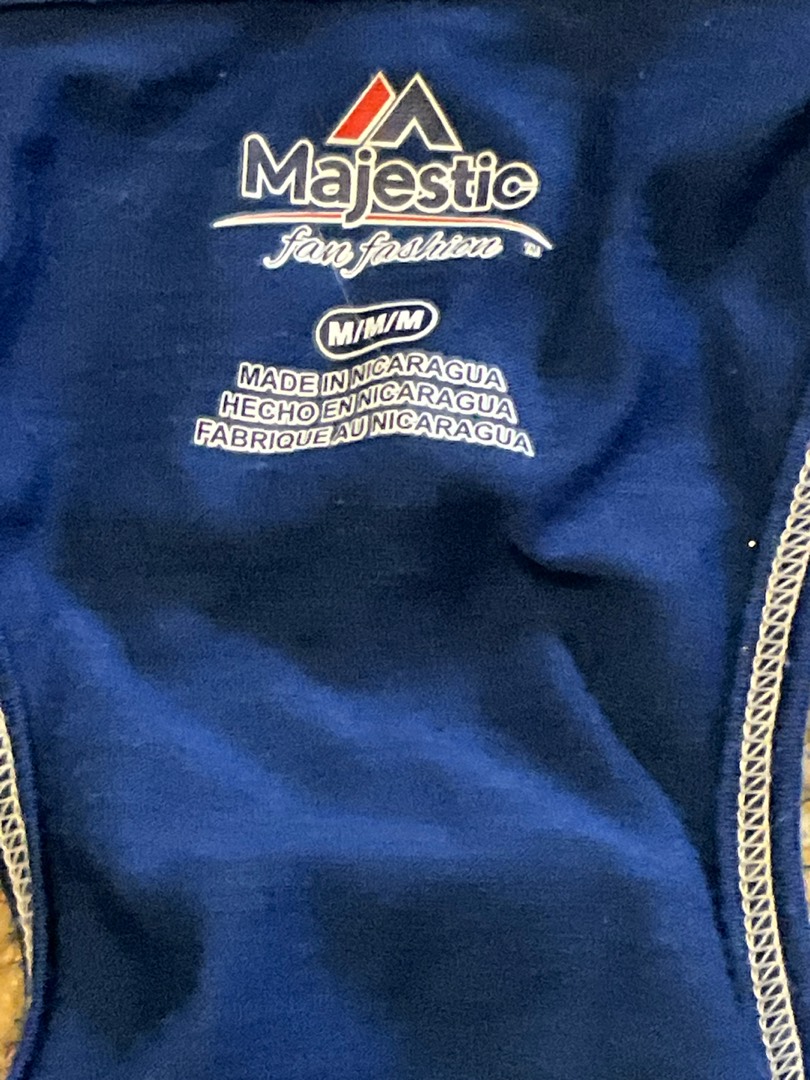 Majestic
fan fashion ™
M/M/M
MADE IN NICARAGUA
HECHO EN NICARAGUA
FABRIQUE AU NICARAGUA